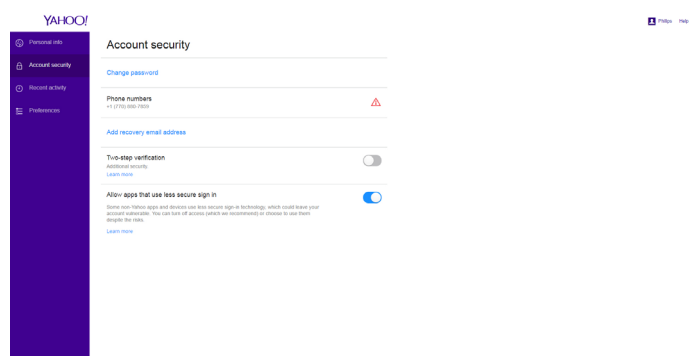 YAHOO!
Philips Help
Personal info
Account security
Recent activity
Preferences
Account security
Change password
Phone numbers
Add recovery email address
Two-step verification
Additional security.
Learn more
Allow apps that use less secure sign in
Some non-Yahoo apps and devices use less secure sign-in technology, which could leave your
account vulnerable. You can turn off access (which we recommend) or choose to use them
despite the risks.
Learn more